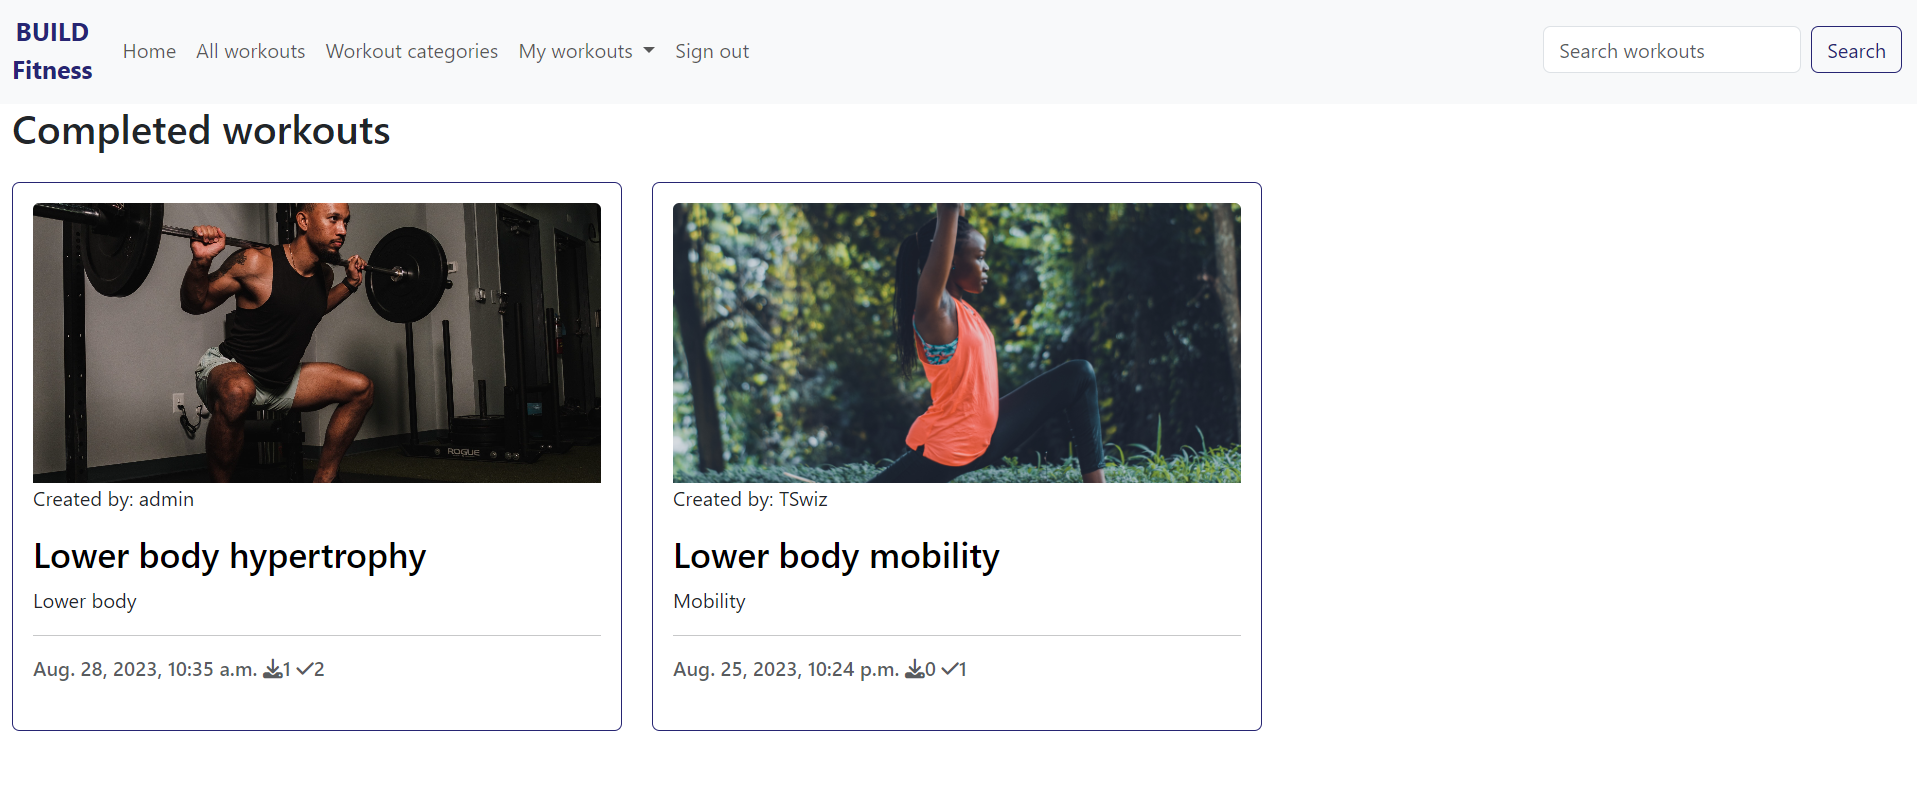 BUILD
Fitness
Home
All workouts
Workout categories
My workouts
Sign out
Search workouts
Search
Completed workouts
ROGUE
Created by: admin
Lower body hypertrophy
Lower body
Aug. 28, 2023, 10:35 a.m. 1 2
Created by: TSwiz
Lower body mobility
Mobility
Aug. 25, 2023, 10:24 p.m. 0 1